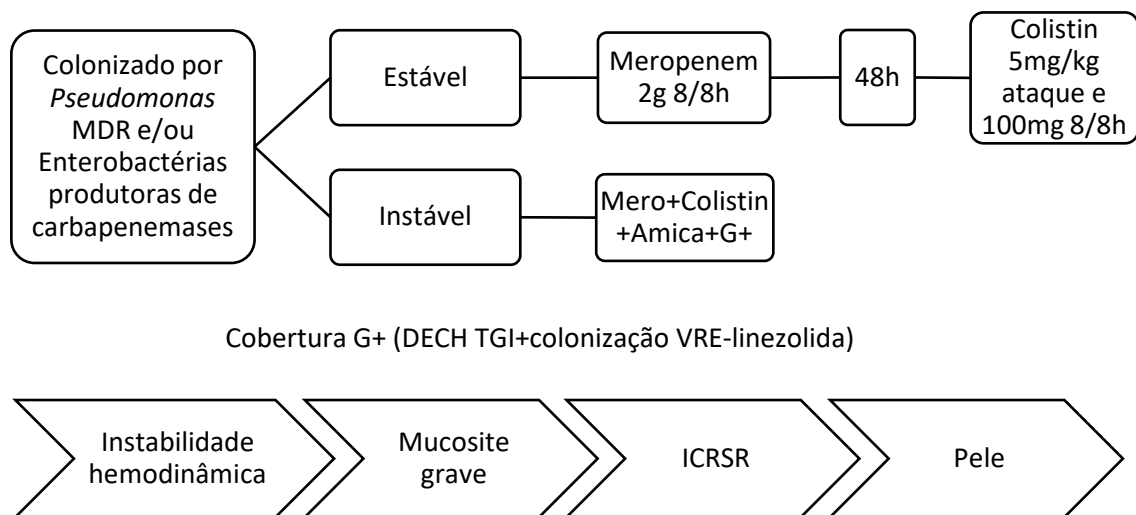 Colonizado por
Pseudomonas
MDR e/ou
Enterobactérias
produtoras de
carbapenemases
Estável
Meropenem
2g 8/8h
48h
Colistin
5mg/kg
ataque e
100mg 8/8h
Instável
Mero+Colistin
+Amica+G+
Cobertura G+ (DECH TGI+colonização VRE-linezolida)
Instabilidade
hemodinâmica
Mucosite
grave
ICRSR
Pele